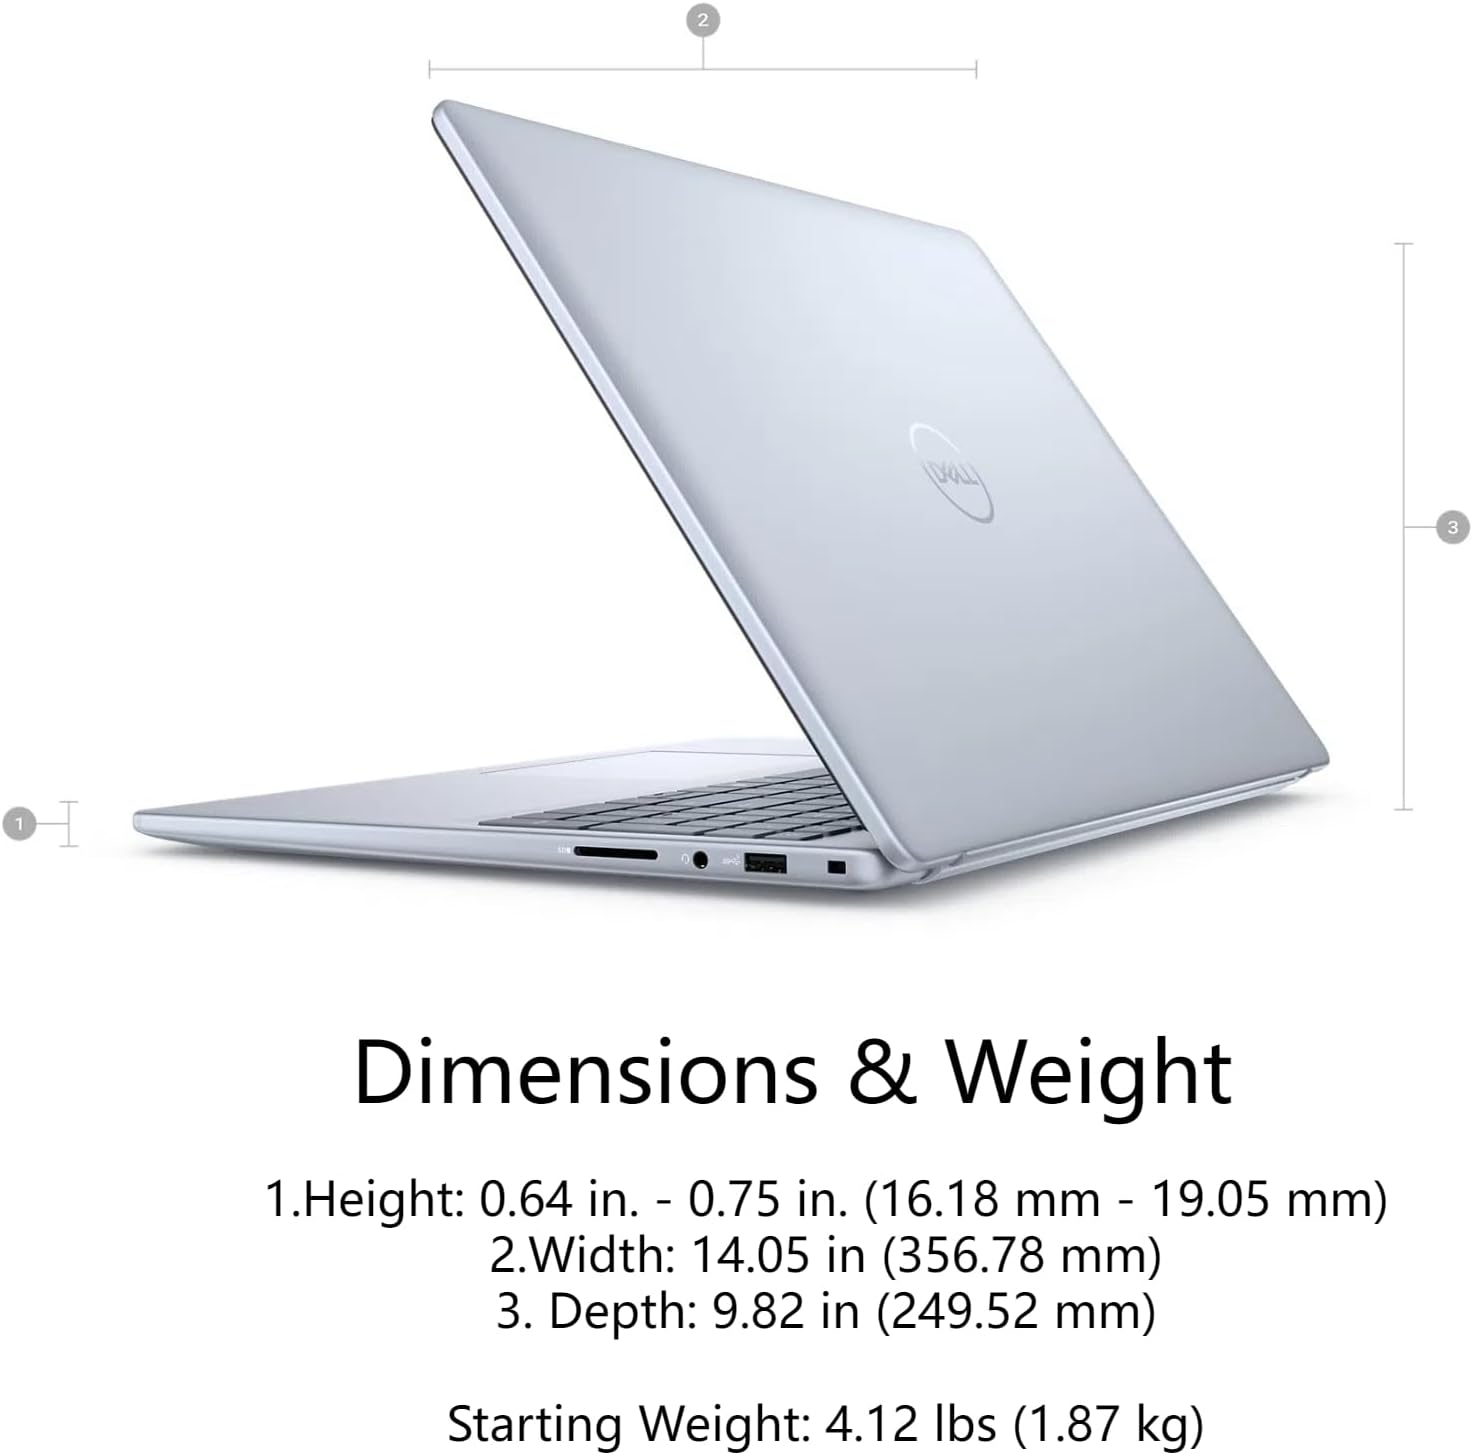 2
DELL
3
1
Dimensions & Weight
1.Height: 0.64 in. - 0.75 in. (16.18 mm - 19.05 mm)
2.Width: 14.05 in (356.78 mm)
3. Depth: 9.82 in (249.52 mm)
Starting Weight: 4.12 lbs (1.87 kg)